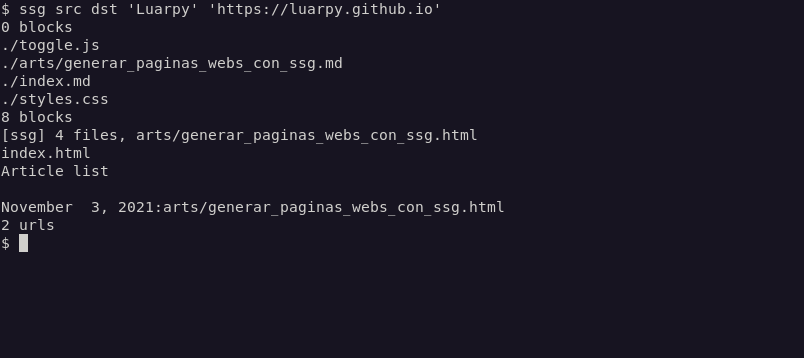 $ ssg src dst 'Luarpy' 'https://luarpy.github.io'
0 blocks
./toggle.js
./arts/generar_paginas_webs_con_ssg.md
./index.md
./styles.css
8 blocks
[ssg] 4 files, arts/generar_paginas_webs_con_ssg.html
index.html
Article list
November  3, 2021:arts/generar_paginas_webs_con_ssg.html
2 urls
$